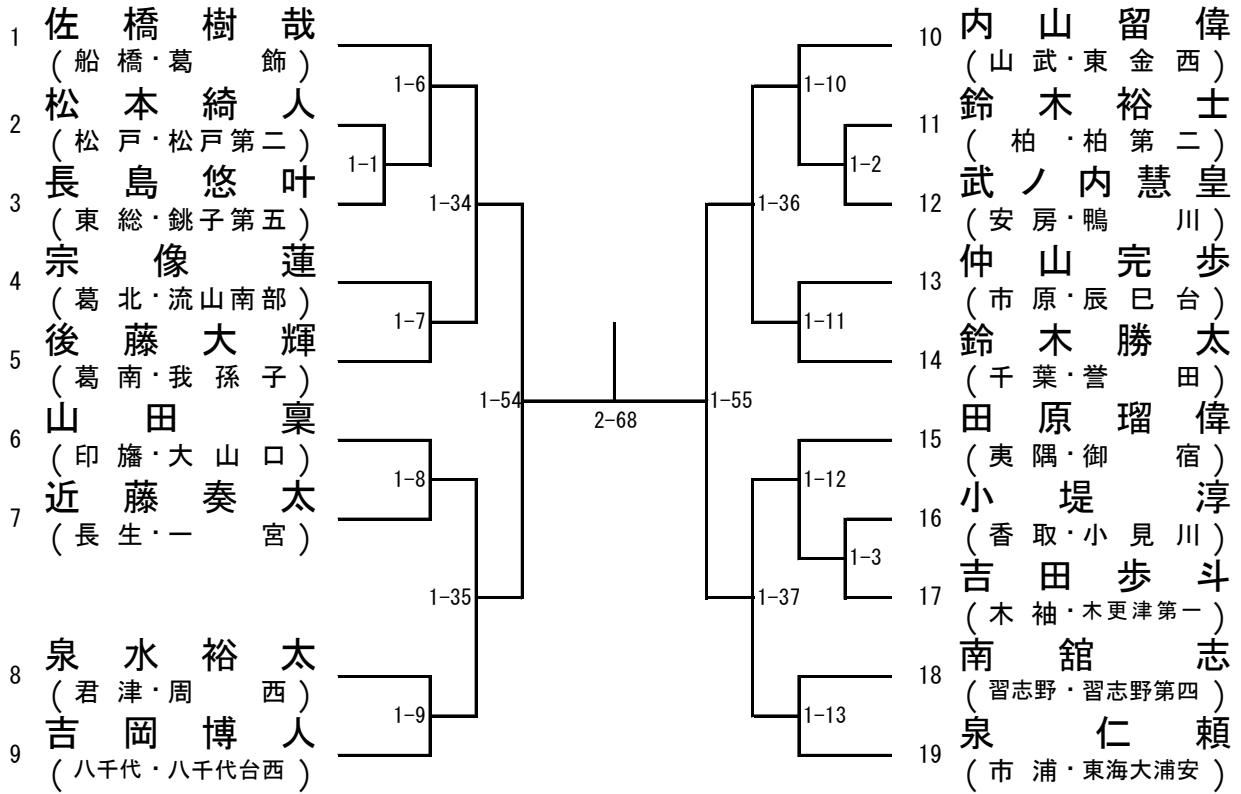 1 佐橋樹哉
(船橋・葛飾)
2 松本綺人
(松戸・松戸第二)
3 長島悠叶
(東総・銚子第五)
4 宗像蓮
(葛北・流山南部)
5 後藤大輝
(葛南・我孫子)
6 山田稟
(印旛・大山口)
7 近藤奏太
(長生・一宮)
8 泉水裕太
(君津・周西)
9 吉岡博人
(八千代・八千代台西)
1-6
1-1
1-34
1-7
1-54
1-8
1-35
1-9
2-68
1-10
1-2
1-36
1-11
1-55
1-12
1-3
1-37
1-13
10 内山留偉
(山武・東金西)
11 鈴木裕士
(柏・柏第二)
12 武ノ内慧皇
(安房・鴨川)
13 仲山完歩
(市原・辰巳台)
14 鈴木勝太
(千葉・誉田)
15 田原瑠偉
(夷隅・御宿)
16 小堤淳
(香取・小見川)
17 吉田歩斗
(木袖・木更津第一)
18 南舘志
(習志野・習志野第四)
19 泉仁頼
(市浦・東海大浦安)